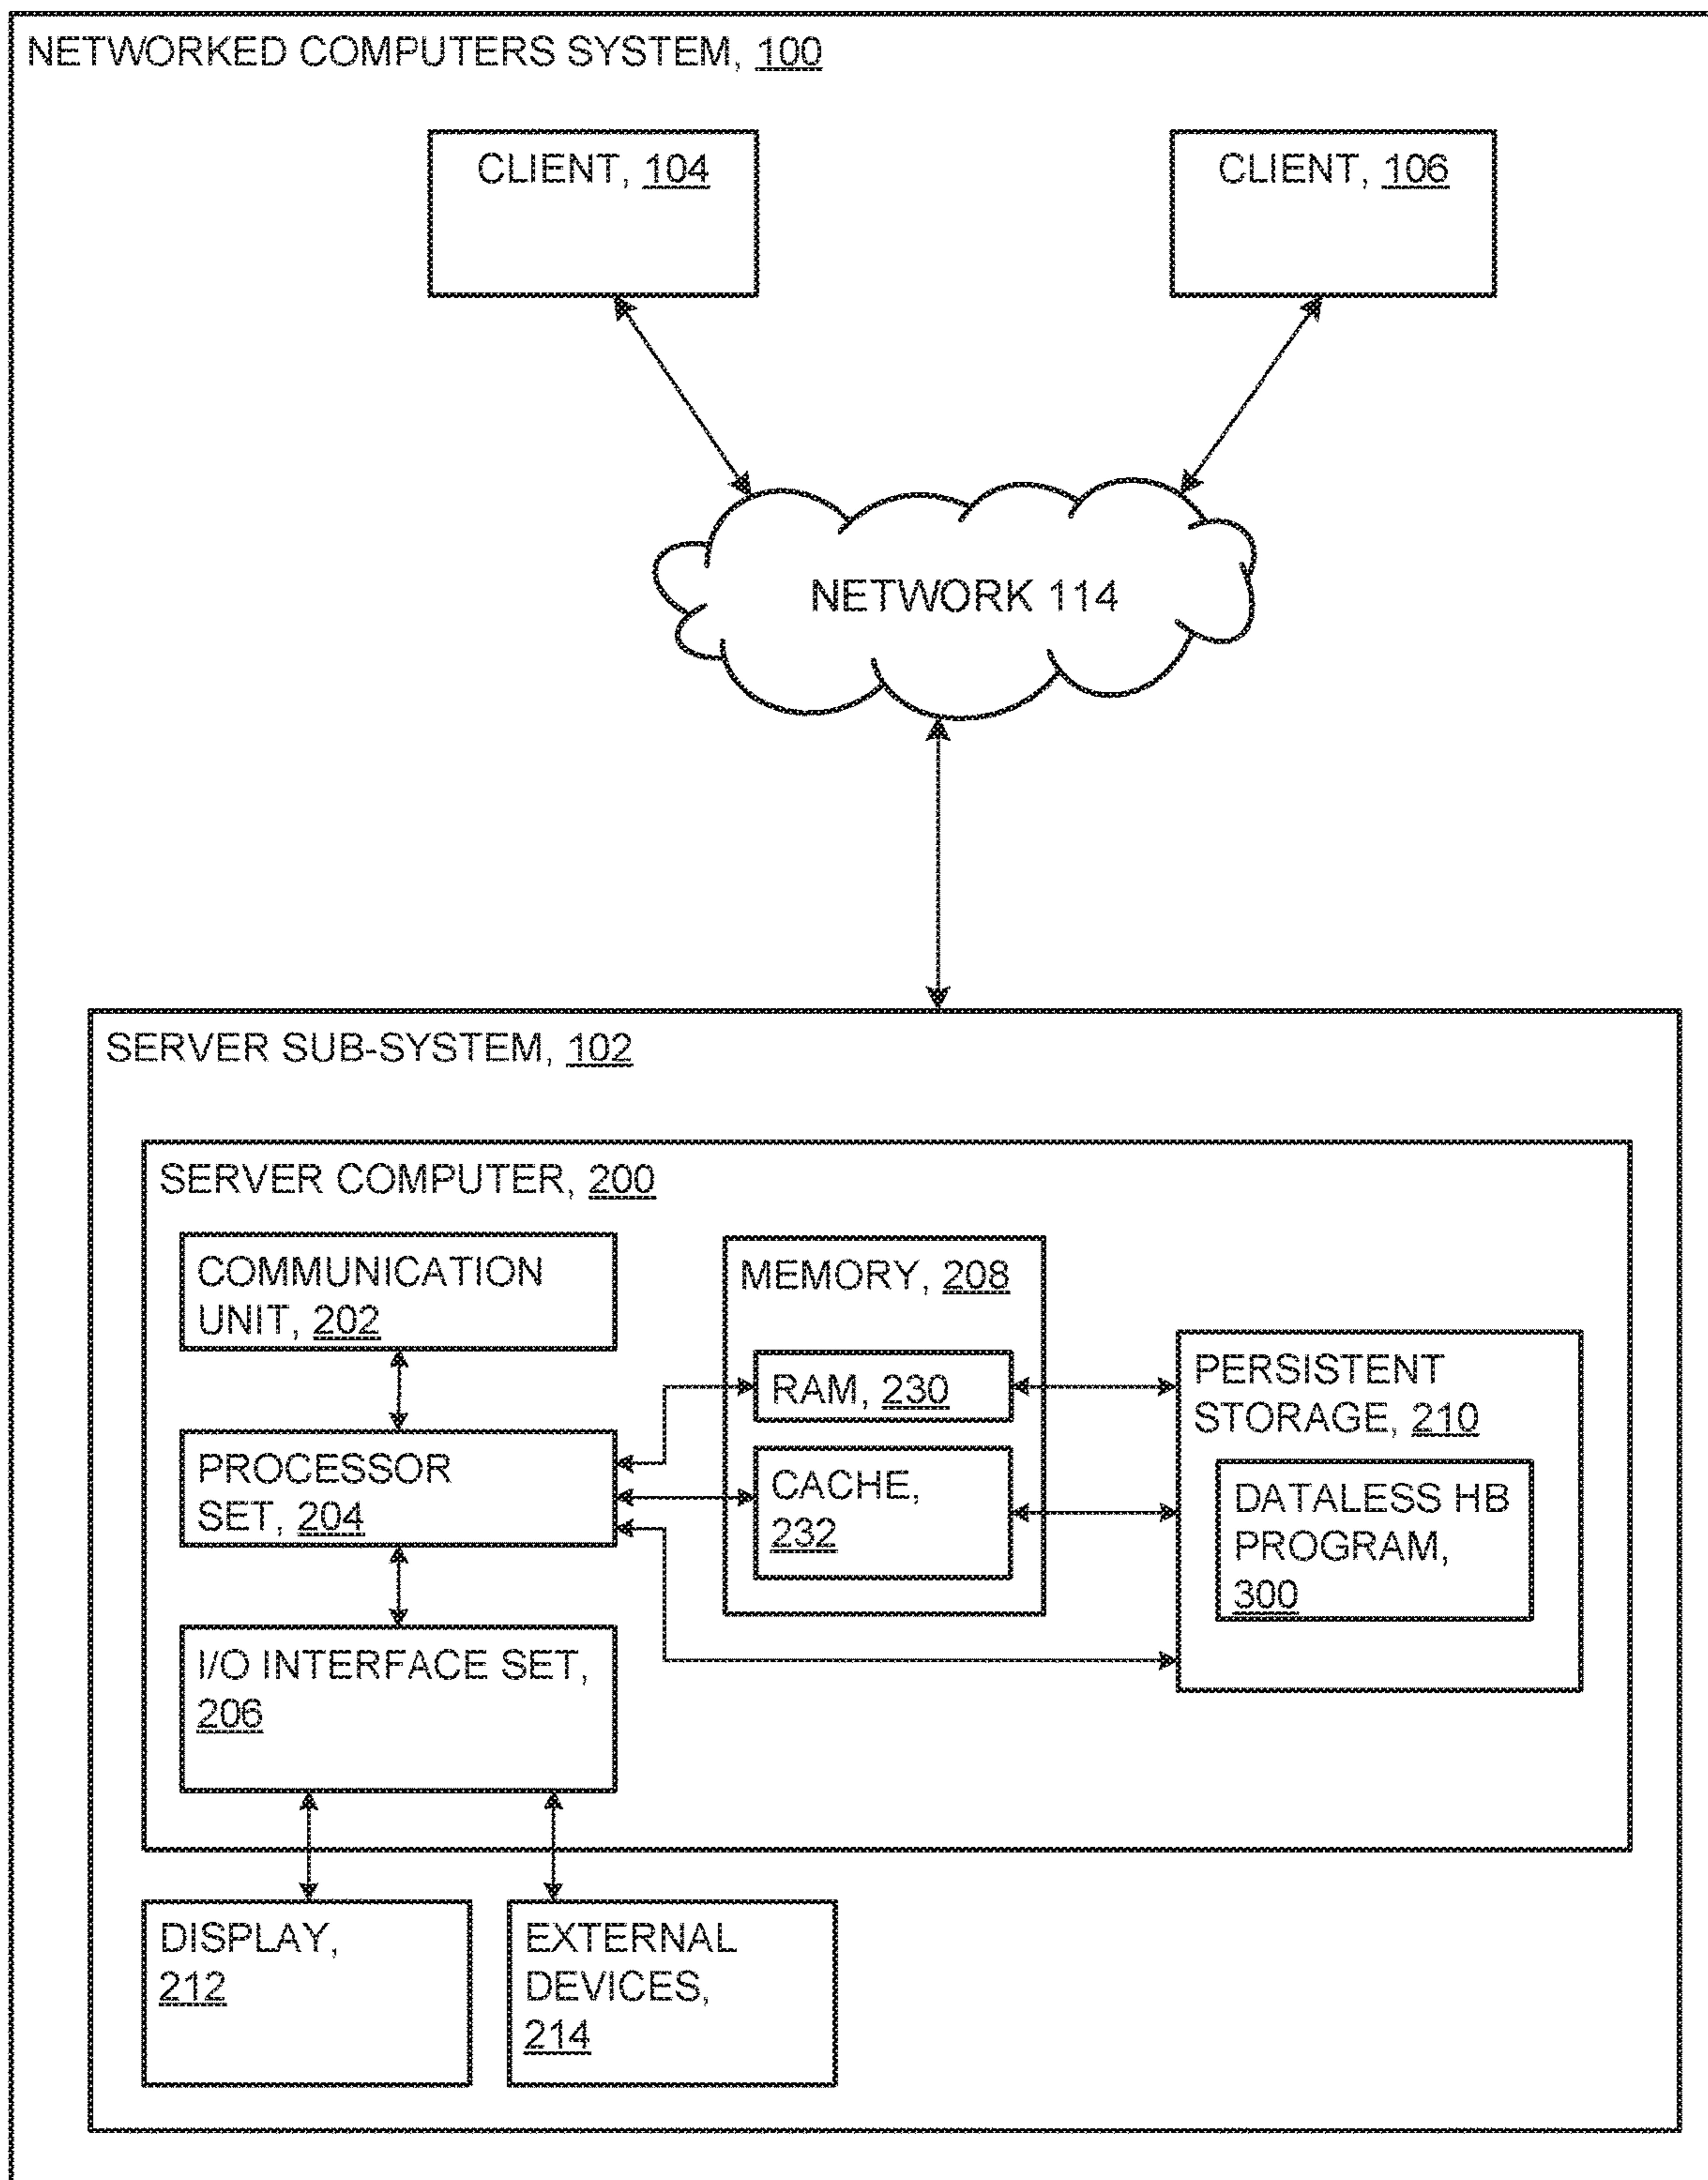 NETWORKED COMPUTERS SYSTEM, 100
CLIENT, 104
CLIENT, 106
NETWORK 114
SERVER SUB-SYSTEM, 102
SERVER COMPUTER, 200
COMMUNICATION
UNIT, 202
PROCESSOR
SET, 204
I/O INTERFACE SET,
206
MEMORY, 208
RAM, 230
CACHE,
232
PERSISTENT
STORAGE, 210
DATALESS HB
PROGRAM,
300
DISPLAY,
212
EXTERNAL
DEVICES,
214